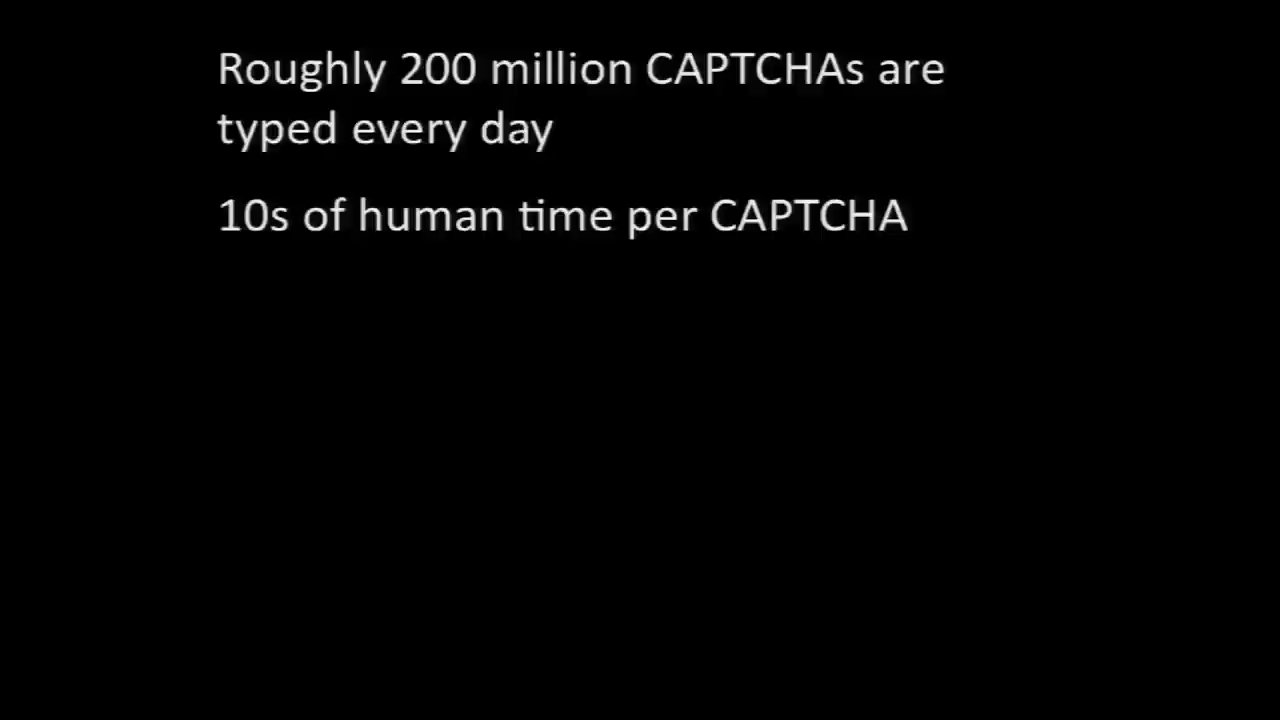 Roughly 200 million CAPTCHAs are
typed every day
10s of human time per CAPTCHA